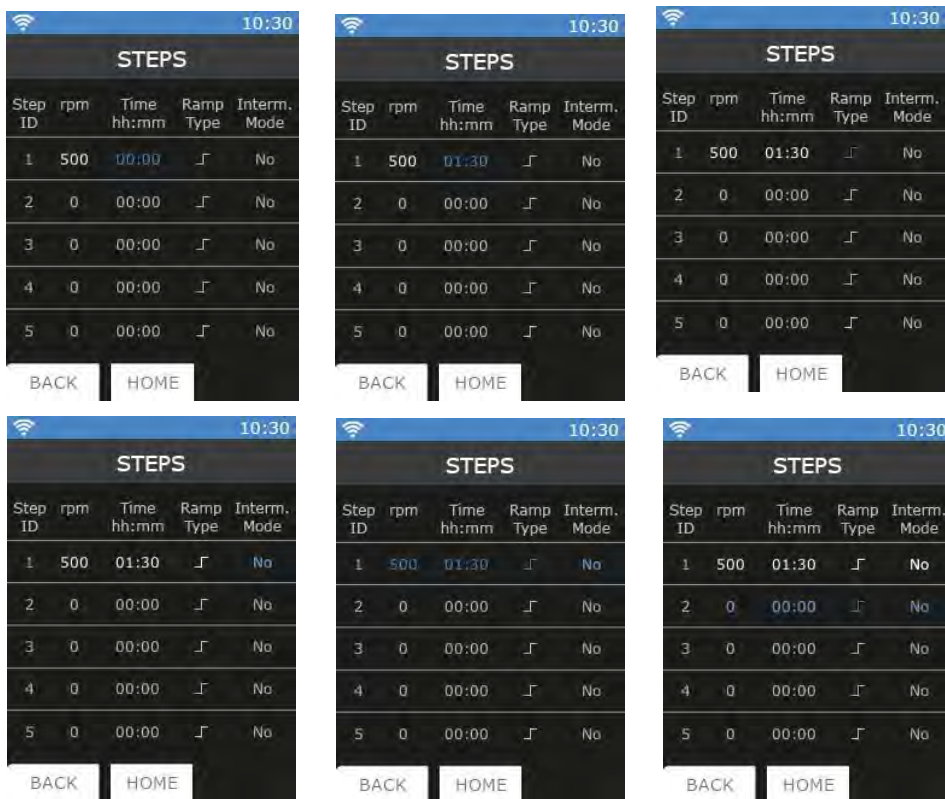 10:30
STEPS
Step ID rpm Time hh:mm Ramp Type Interm. Mode
1 500 00:00 No
2 0 00:00 No
3 0 00:00 No
4 0 00:00 No
5 0 00:00 No
BACK HOME
10:30
STEPS
Step ID rpm Time hh:mm Ramp Type Interm. Mode
1 500 01:30 No
2 0 00:00 No
3 0 00:00 No
4 0 00:00 No
5 0 00:00 No
BACK HOME
10:30
STEPS
Step ID rpm Time hh:mm Ramp Type Interm. Mode
1 500 01:30 No
2 0 00:00 No
3 0 00:00 No
4 0 00:00 No
5 0 00:00 No
BACK HOME
10:30
STEPS
Step ID rpm Time hh:mm Ramp Type Interm. Mode
1 500 01:30 No
2 0 00:00 No
3 0 00:00 No
4 0 00:00 No
5 0 00:00 No
BACK HOME
10:30
STEPS
Step ID rpm Time hh:mm Ramp Type Interm. Mode
1 500 01:30 No
2 0 00:00 No
3 0 00:00 No
4 0 00:00 No
5 0 00:00 No
BACK HOME
10:30
STEPS
Step ID rpm Time hh:mm Ramp Type Interm. Mode
1 500 01:30 No
2 0 00:00 No
3 0 00:00 No
4 0 00:00 No
5 0 00:00 No
BACK HOME